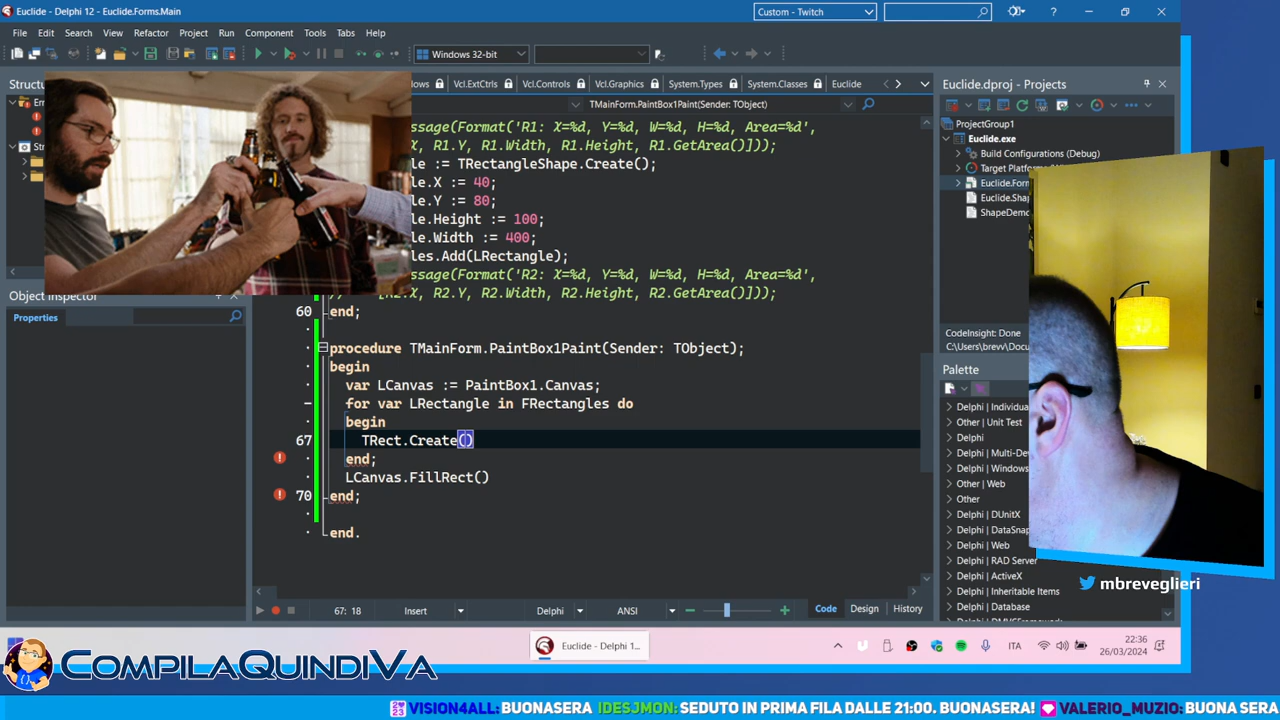 Euclide - Delphi 12 - Euclide.Forms.Main
Custom - Twitch
File Edit Search View Refactor Project Run Component Tools Tabs Help
Windows 32-bit
Vcl.ExtCtrls Vcl.Controls Vcl.Graphics System.Types System.Classes Euclide
TMainForm.PaintBox1Paint(Sender: TObject)
Euclide.dproj - Projects
ProjectGroup1
Euclide.exe
Build Configurations (Debug)
Target Platforms
Euclide.Form
Euclide.Sha
ShapeDemo
CodeInsight: Done
C:\Users\brevv\Docu
Object Inspector
Properties
ssage(Format('R1: X=%d, Y=%d, W=%d, H=%d, Area=%d',
X, R1.Y, R1.Width, R1.Height, R1.GetArea()]));
le := TRectangleShape.Create();
le.X := 40;
le.Y := 80;
le.Height := 100;
le.Width := 400;
les.Add(LRectangle);
ssage(Format('R2: X=%d, Y=%d, W=%d, H=%d, Area=%d',
[R2.X, R2.Y, R2.Width, R2.Height, R2.GetArea()]));
60 end;
procedure TMainForm.PaintBox1Paint(Sender: TObject);
begin
var LCanvas := PaintBox1.Canvas;
for var LRectangle in FRectangles do
begin
67 TRect.Create()
end;
LCanvas.FillRect()
70 end;
end.
67: 18 Insert Delphi ANSI Code Design History
Palette
Delphi | Individua
Other | Unit Test
Delphi
Delphi | Multi-Dev
Delphi | Windows
Other | Web
Other
Delphi | DUnitX
Delphi | DataSnap
Delphi | Web
Delphi | RAD Server
Delphi | ActiveX
Delphi | Inheritable Items
Delphi | Database
mbreveglieri
Euclide - Delphi 1...
ITA
22:36
26/03/2024
COMPILAQUINDIVA
VISION4ALL: BUONASERA IDESJMON: SEDUTO IN PRIMA FILA DALLE 21:00. BUONASERA! VALERIO_MUZIO: BUONA SERA